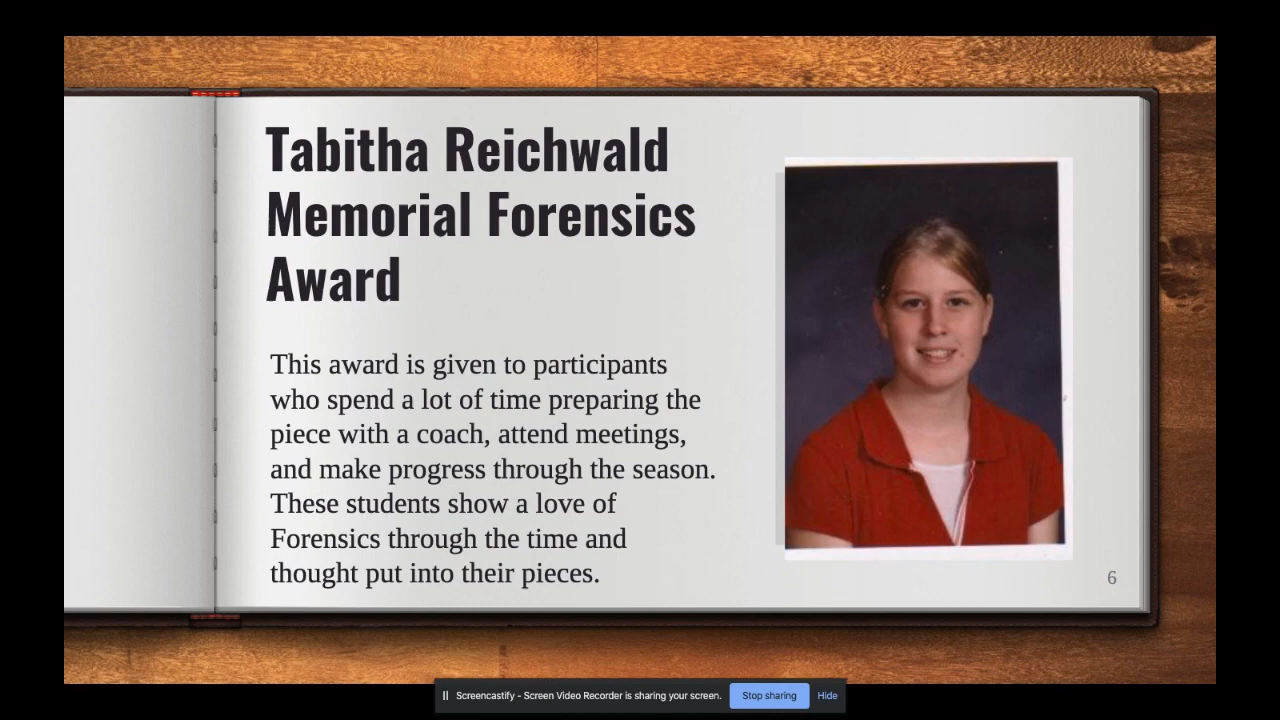 Tabitha Reichwald
Memorial Forensics
Award
This award is given to participants
who spend a lot of time preparing the
piece with a coach, attend meetings,
and make progress through the season.
These students show a love of
Forensics through the time and
thought put into their pieces.
6
Screencastify - Screen Video Recorder is sharing your screen. Stop sharing Hide